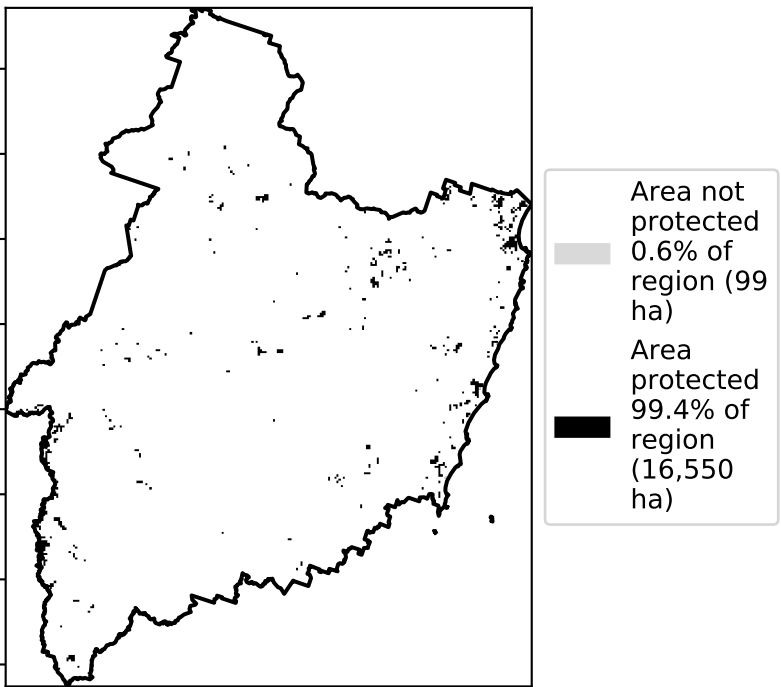 Area not
protected
0.6% of
region (99
ha)
Area
protected
99.4% of
region
(16,550
ha)